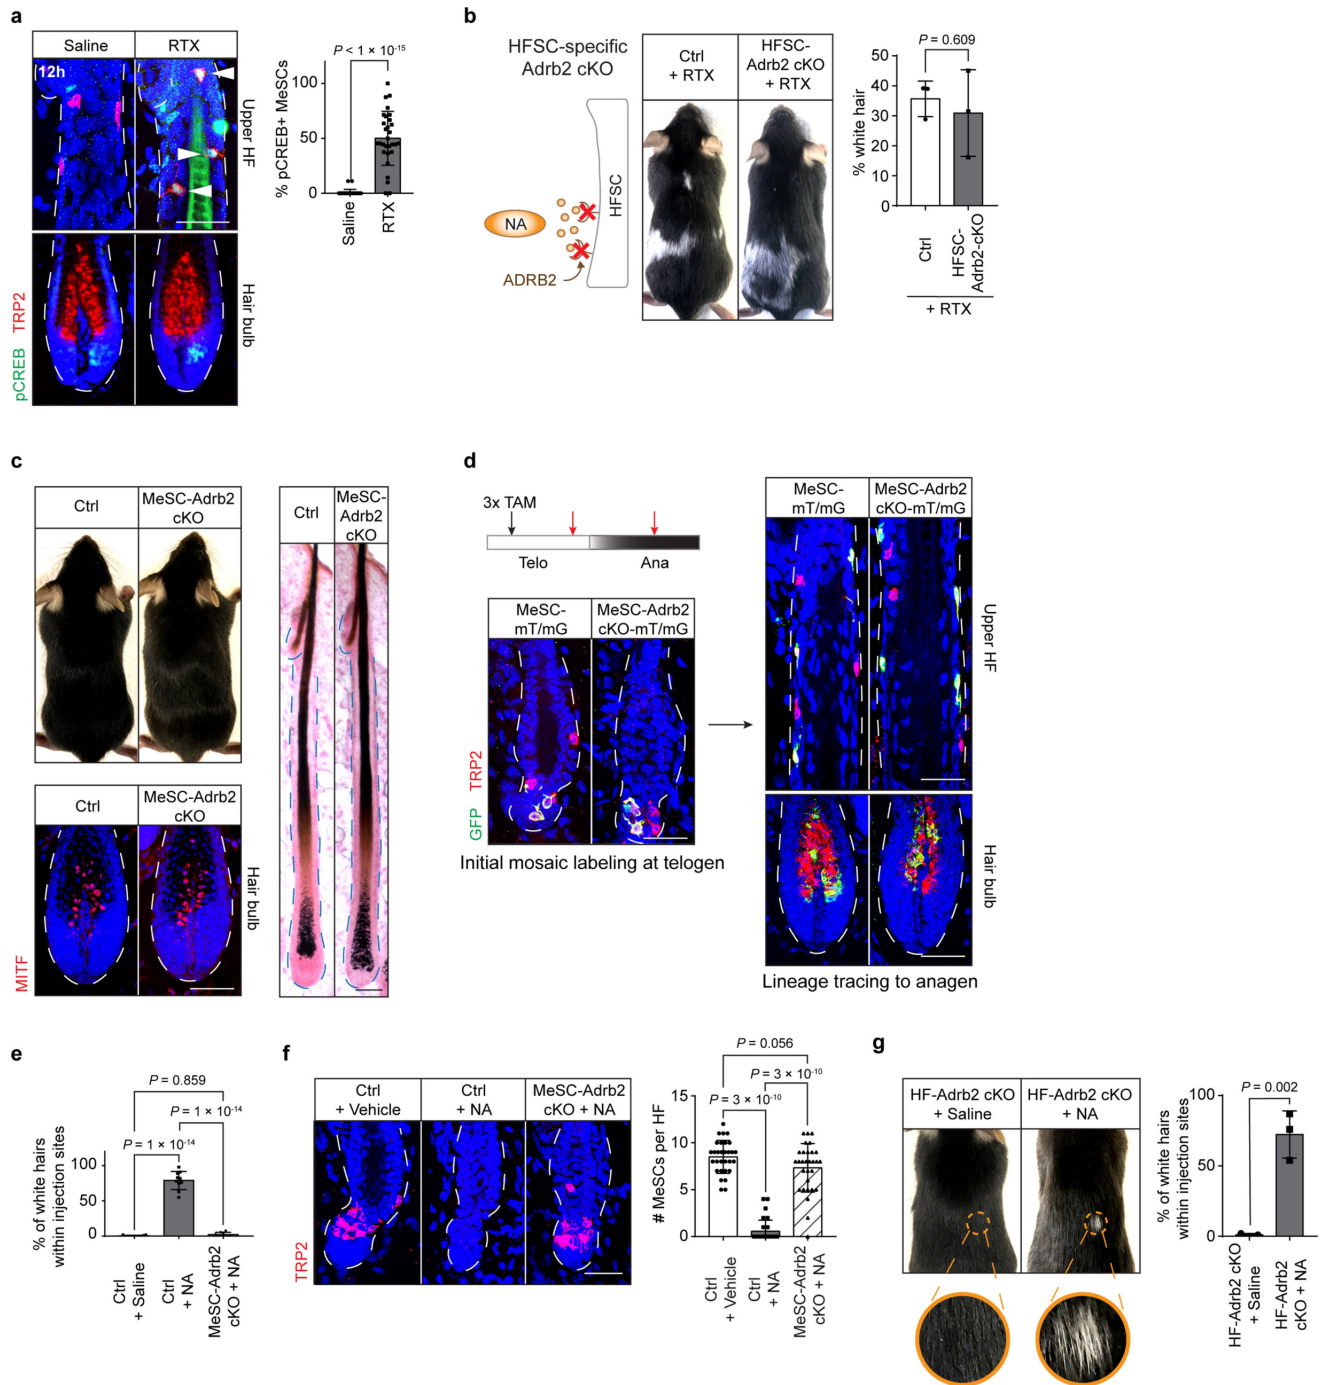 a
Saline
RTX
12h
Upper HF
Hair bulb
pCREB TRP2
P < 1 × 10-15
% pCREB+ MeSCs
100
50
0
Saline
RTX
b
HFSC-specific
Adrb2 cKO
NA
ADRB2
HFSC
Ctrl
+ RTX
HFSC-
Adrb2 cKO
+ RTX
P = 0.609
% white hair
50
40
30
20
10
0
Ctrl
HFSC-
Adrb2-cKO
+ RTX
c
Ctrl
MeSC-Adrb2
cKO
Ctrl
MeSC-
Adrb2
cKO
Ctrl
MeSC-Adrb2
cKO
MITF
Hair bulb
d
3x TAM
Telo
Ana
MeSC-
mT/mG
MeSC-Adrb2
cKO-mT/mG
GFP TRP2
Initial mosaic labeling at telogen
MeSC-
mT/mG
MeSC-Adrb2
cKO-mT/mG
Upper HF
Hair bulb
Lineage tracing to anagen
e
P = 0.859
P = 1 × 10-14
P = 1 × 10-14
% of white hairs
within injection sites
100
50
0
Ctrl
+ Saline
Ctrl
+ NA
MeSC-Adrb2
cKO + NA
f
Ctrl
+ Vehicle
Ctrl
+ NA
MeSC-Adrb2
cKO + NA
TRP2
P = 0.056
P = 3 × 10-10
P = 3 × 10-10
# MeSCs per HF
15
10
5
0
Ctrl
+ Vehicle
Ctrl
+ NA
MeSC-Adrb2
cKO + NA
g
HF-Adrb2 cKO
+ Saline
HF-Adrb2 cKO
+ NA
P = 0.002
% of white hairs
within injection sites
100
50
0
HF-Adrb2 cKO
+ Saline
HF-Adrb2
cKO + NA